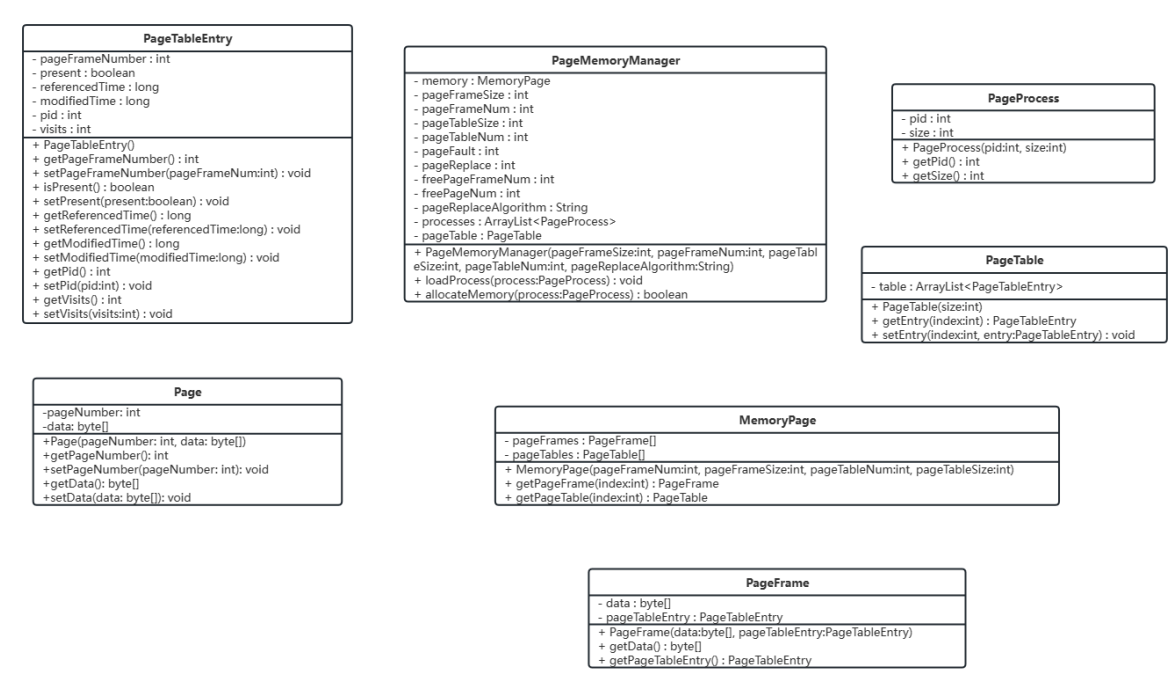 PageTableEntry
- pageFrameNumber : int
- present : boolean
- referencedTime : long
- modifiedTime : long
- pid : int
- visits : int
+ PageTableEntry()
+ getPageFrameNumber() : int
+ setPageFrameNumber(pageFrameNum:int) : void
+ isPresent() : boolean
+ setPresent(present:boolean) : void
+ getReferencedTime() : long
+ setReferencedTime(referencedTime:long) : void
+ getModifiedTime() : long
+ setModifiedTime(modifiedTime:long) : void
+ getPid() : int
+ setPid(pid:int) : void
+ getVisits() : int
+ setVisits(visits:int) : void
PageMemoryManager
- memory : MemoryPage
- pageFrameSize : int
- pageFrameNum : int
- pageTableSize : int
- pageTableNum : int
- pageFault : int
- pageReplace : int
- freePageFrameNum : int
- freePageNum : int
- pageReplaceAlgorithm : String
- processes : ArrayList<PageProcess>
- pageTable : PageTable
+ PageMemoryManager(pageFrameSize:int, pageFrameNum:int, pageTabl
eSize:int, pageTableNum:int, pageReplaceAlgorithm:String)
+ loadProcess(process:PageProcess) : void
+ allocateMemory(process:PageProcess) : boolean
PageProcess
- pid : int
- size : int
+ PageProcess(pid:int, size:int)
+ getPid() : int
+ getSize() : int
PageTable
- table : ArrayList<PageTableEntry>
+ PageTable(size:int)
+ getEntry(index:int) : PageTableEntry
+ setEntry(index:int, entry:PageTableEntry) : void
Page
-pageNumber: int
-data: byte[]
+Page(pageNumber: int, data: byte[])
+getPageNumber(): int
+setPageNumber(pageNumber: int): void
+getData(): byte[]
+setData(data: byte[]): void
MemoryPage
- pageFrames : PageFrame[]
- pageTables : PageTable[]
+ MemoryPage(pageFrameNum:int, pageFrameSize:int, pageTableNum:int, pageTableSize:int)
+ getPageFrame(index:int) : PageFrame
+ getPageTable(index:int) : PageTable
PageFrame
- data : byte[]
- pageTableEntry : PageTableEntry
+ PageFrame(data:byte[], pageTableEntry:PageTableEntry)
+ getData() : byte[]
+ getPageTableEntry() : PageTableEntry